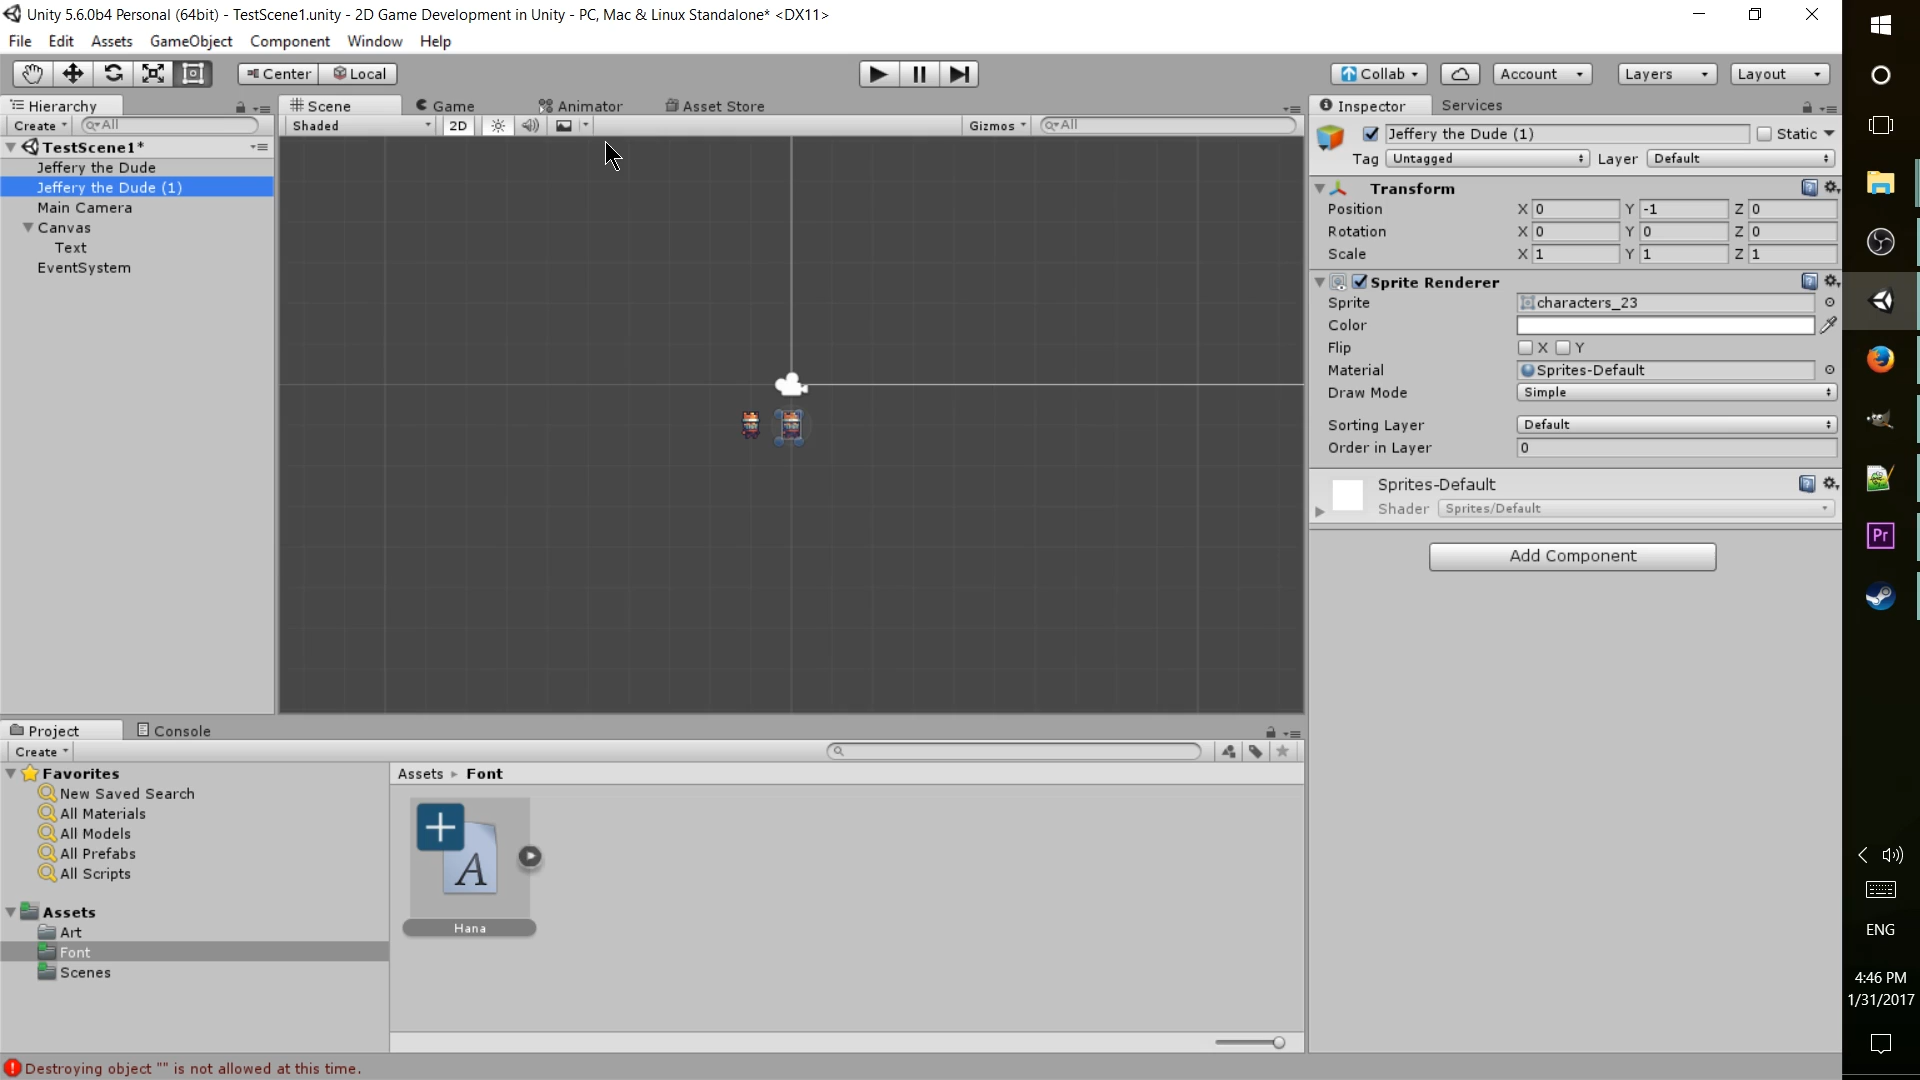 Unity 5.6.0b4 Personal (64bit) - TestScene1.unity - 2D Game Development in Unity - PC, Mac & Linux Standalone* <DX11>
File Edit Assets GameObject Component Window Help
Center Local Collab Account Layers Layout
Hierarchy
Create All
TestScene1*
Jeffery the Dude
Jeffery the Dude (1)
Main Camera
Canvas
Text
EventSystem
Scene Game Animator Asset Store
Shaded 2D Gizmos All
Inspector Services
Jeffery the Dude (1) Static
Tag Untagged Layer Default
Transform
Position X 0 Y -1 Z 0
Rotation X 0 Y 0 Z 0
Scale X 1 Y 1 Z 1
Sprite Renderer
Sprite characters_23
Color
Flip X Y
Material Sprites-Default
Draw Mode Simple
Sorting Layer Default
Order in Layer 0
Sprites-Default
Shader Sprites/Default
Add Component
Project Console
Create
Favorites
New Saved Search
All Materials
All Models
All Prefabs
All Scripts
Assets
Art
Font
Scenes
Assets Font
A
Hana
Destroying object "" is not allowed at this time.
Pr
ENG
4:46 PM
1/31/2017